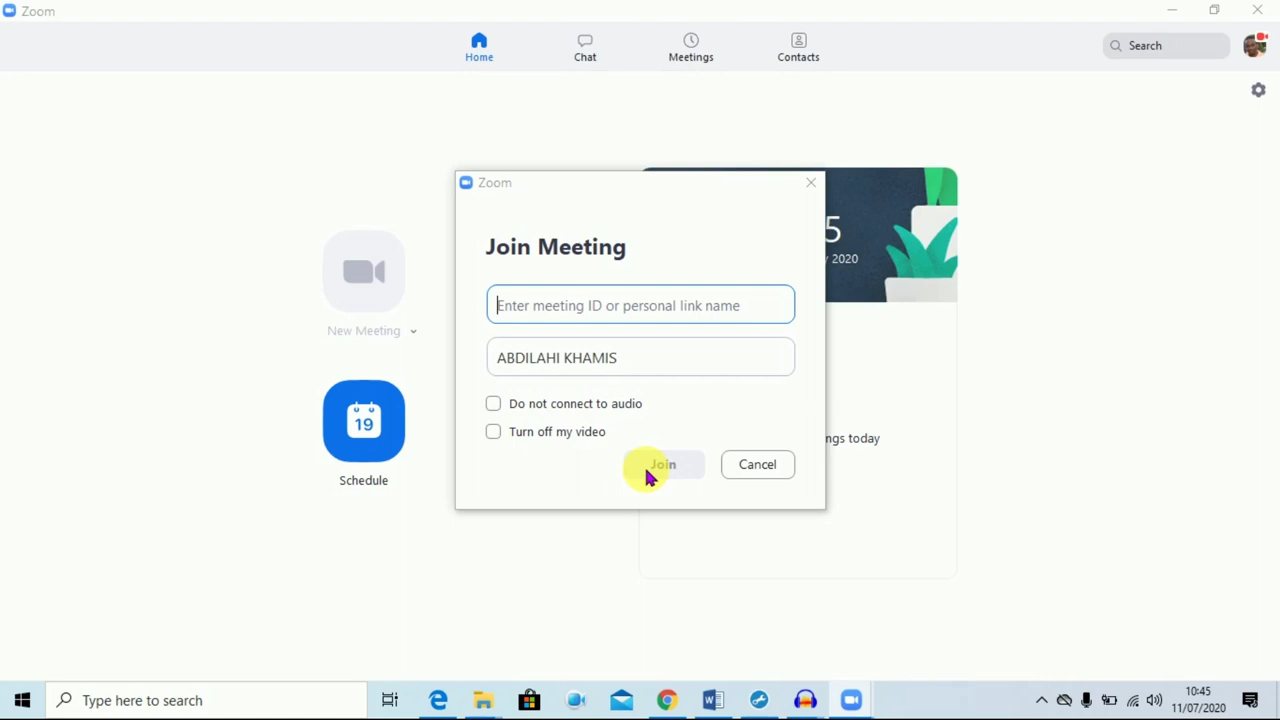 Zoom
Home
Chat
Meetings
Contacts
Search
New Meeting
19
Schedule
5
2020
ngs today
Zoom
Join Meeting
Enter meeting ID or personal link name
ABDILAHI KHAMIS
Do not connect to audio
Turn off my video
Join
Cancel
Type here to search
10:45
11/07/2020